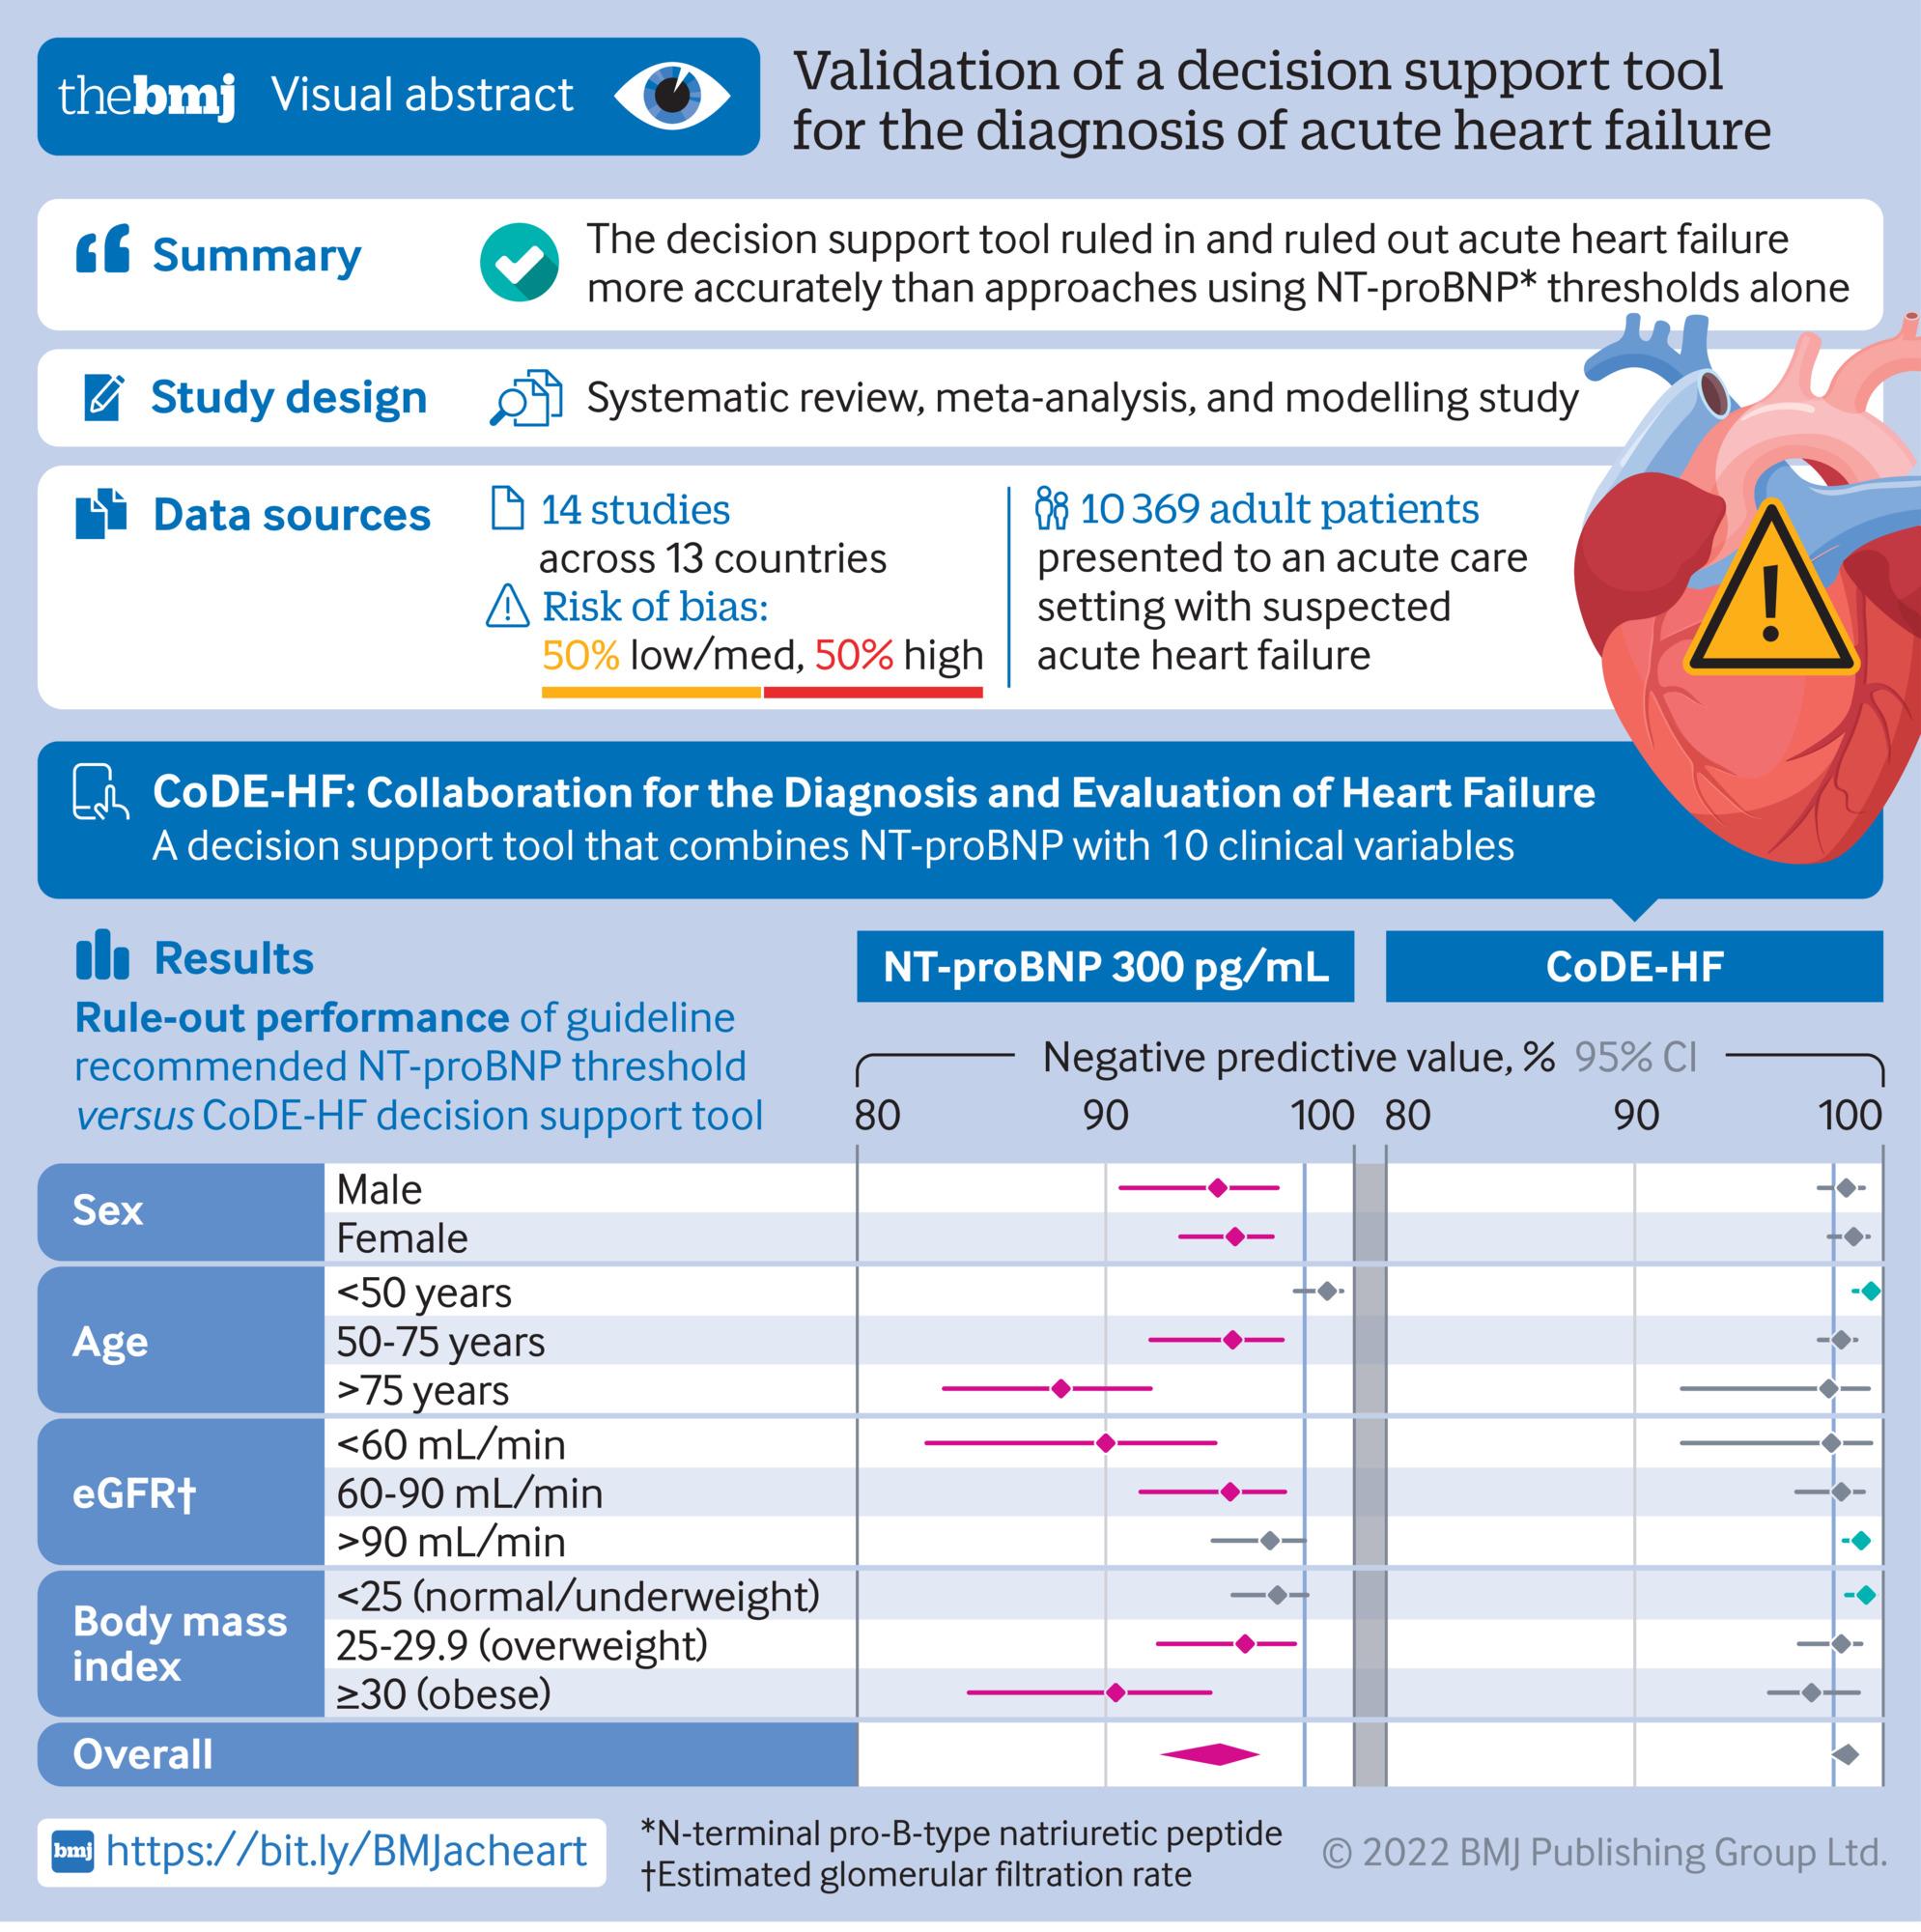 thebmj Visual abstract
Validation of a decision support tool
for the diagnosis of acute heart failure
Summary
The decision support tool ruled in and ruled out acute heart failure
more accurately than approaches using NT-proBNP* thresholds alone
Study design
Systematic review, meta-analysis, and modelling study
Data sources
14 studies
across 13 countries
Risk of bias:
50% low/med, 50% high
10 369 adult patients
presented to an acute care
setting with suspected
acute heart failure
!
CoDE-HF: Collaboration for the Diagnosis and Evaluation of Heart Failure
A decision support tool that combines NT-proBNP with 10 clinical variables
Results
Rule-out performance of guideline
recommended NT-proBNP threshold
versus CoDE-HF decision support tool
NT-proBNP 300 pg/mL
CoDE-HF
Negative predictive value, % 95% CI
80 90 100 80 90 100
Sex
Male
Female
Age
<50 years
50-75 years
>75 years
eGFR†
<60 mL/min
60-90 mL/min
>90 mL/min
Body mass
index
<25 (normal/underweight)
25-29.9 (overweight)
≥30 (obese)
Overall
bmj https://bit.ly/BMJacheart
*N-terminal pro-B-type natriuretic peptide
†Estimated glomerular filtration rate
© 2022 BMJ Publishing Group Ltd.